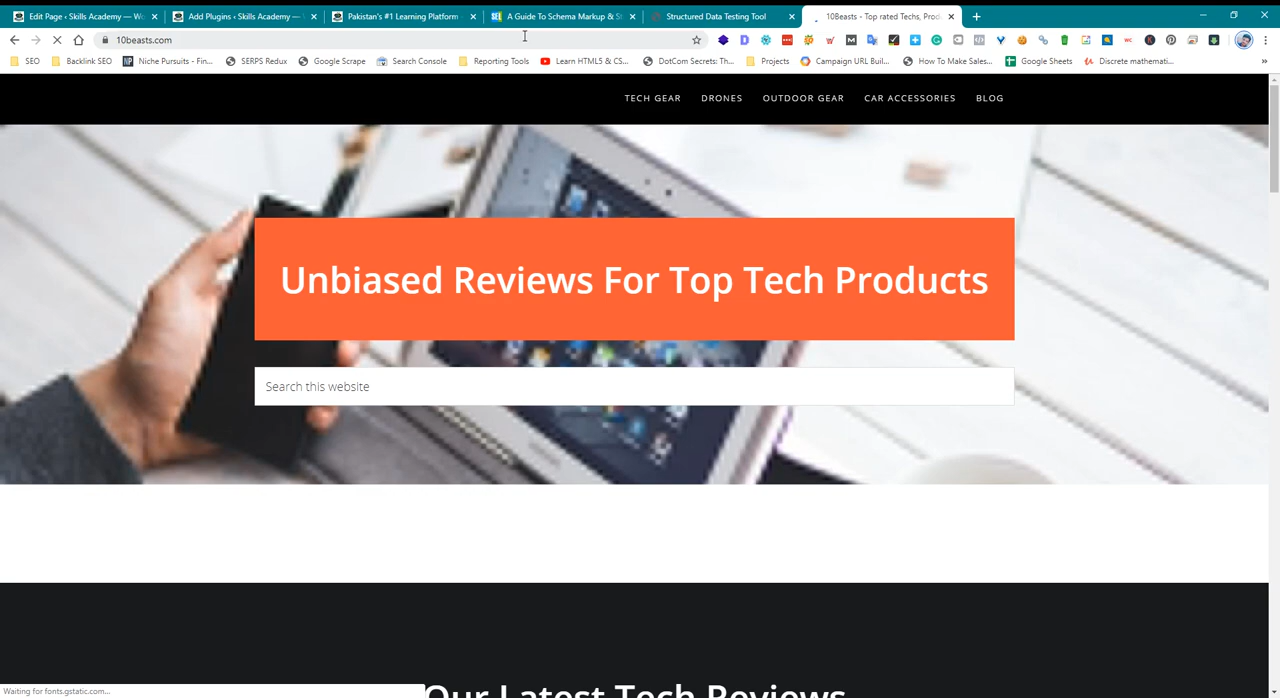 Edit Page ‹ Skills Academy — Wo
Add Plugins ‹ Skills Academy —
Pakistan's #1 Learning Platform
A Guide To Schema Markup & St
Structured Data Testing Tool
10Beasts - Top rated Techs, Prod
10beasts.com
SEO
Backlink SEO
Niche Pursuits - Fin...
SERPS Redux
Google Scrape
Search Console
Reporting Tools
Learn HTML5 & CS...
DotCom Secrets: Th...
Projects
Campaign URL Buil...
How To Make Sales...
Google Sheets
Discrete mathemati...
TECH GEAR
DRONES
OUTDOOR GEAR
CAR ACCESSORIES
BLOG
Unbiased Reviews For Top Tech Products
Search this website
Our Latest Tech Reviews
Waiting for fonts.gstatic.com...